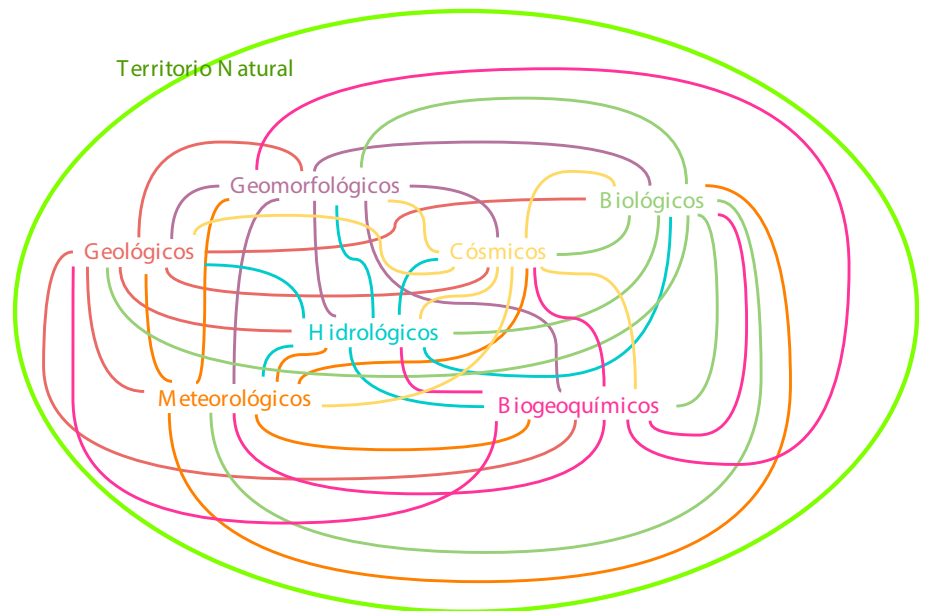 Territorio Natural
Geomorfológicos
Biológicos
Geológicos
Cósmicos
Hidrológicos
Meteorológicos
Biogeoquímicos